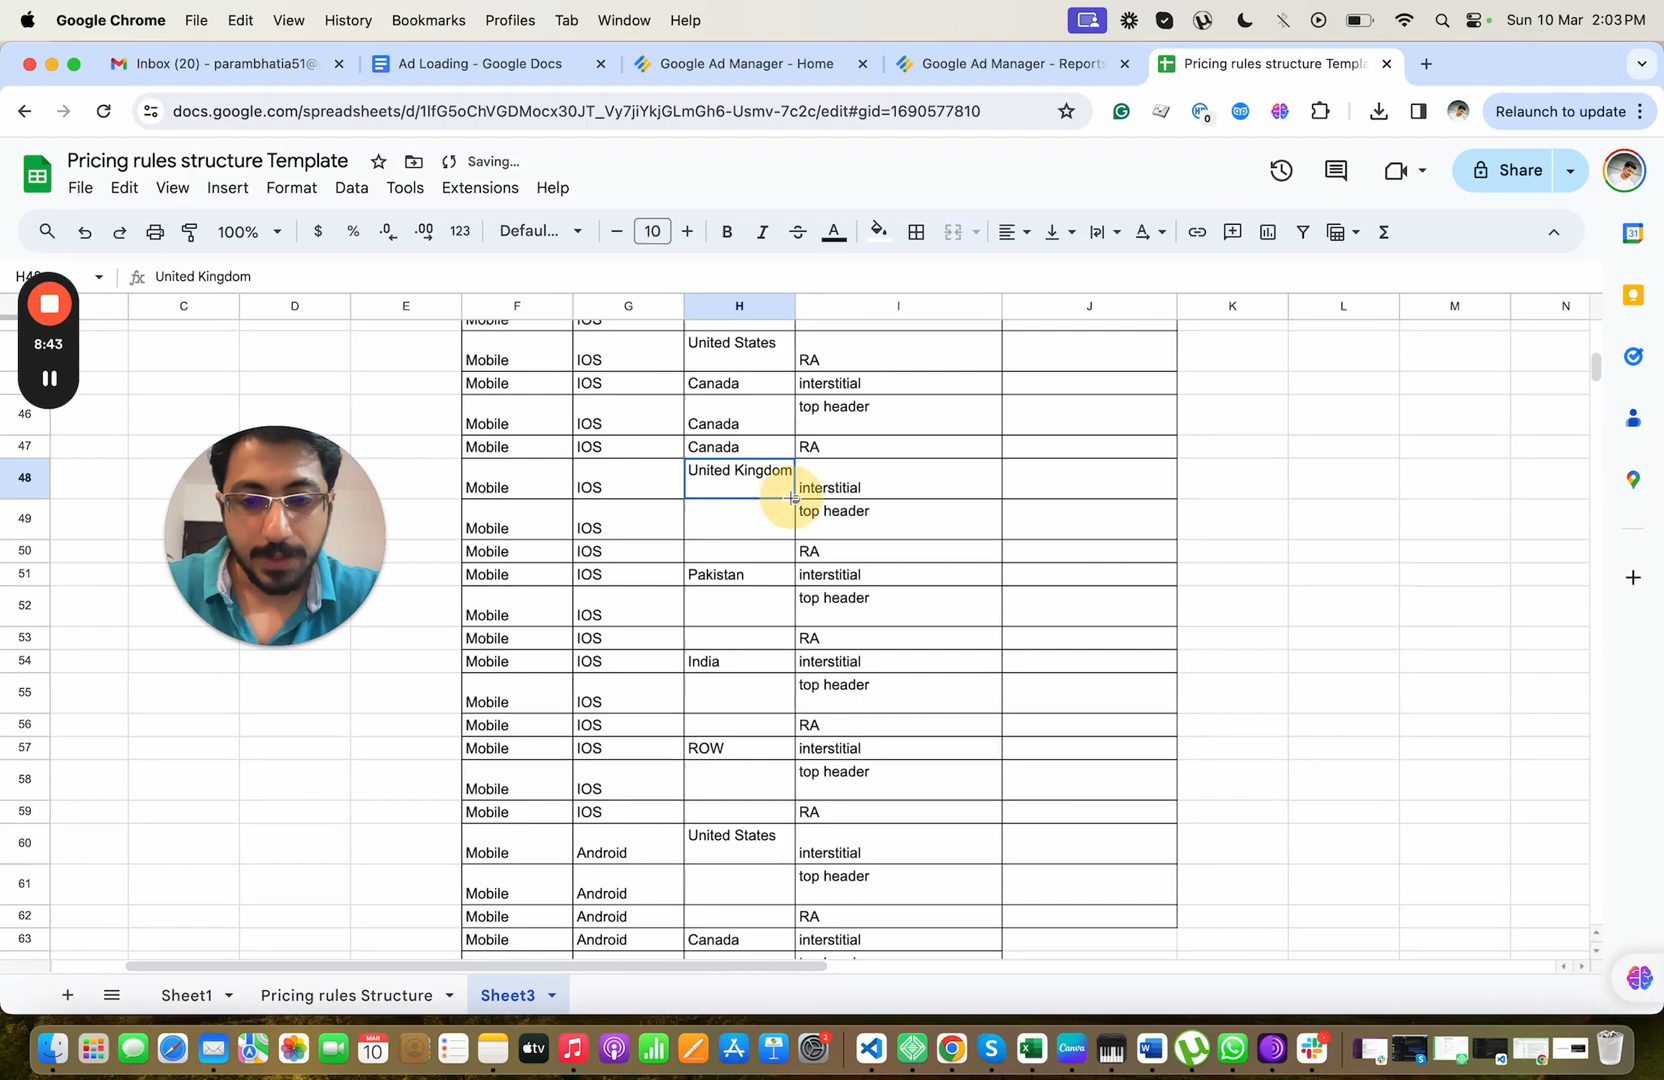 Google Chrome File Edit View History Bookmarks Profiles Tab Window Help Sun 10 Mar 2:03 PM
Inbox (20) - parambhatia51@ Ad Loading - Google Docs Google Ad Manager - Home Google Ad Manager - Reports Pricing rules structure Templa
docs.google.com/spreadsheets/d/1IfG5oChVGDMocx30JT_Vy7jiYkjGLmGh6-Usmv-7c2c/edit#gid=1690577810 0 Relaunch to update
Pricing rules structure Template Saving...
File Edit View Insert Format Data Tools Extensions Help Share
100% $ % .0 .00 123 Defaul... 10 B I A
H48 United Kingdom
C D E F G H I J K L M N
Mobile IOS
8:43 Mobile IOS United States RA
Mobile IOS Canada interstitial
46 Mobile IOS Canada top header
47 Mobile IOS Canada RA
48 Mobile IOS United Kingdom interstitial
49 Mobile IOS top header
50 Mobile IOS RA
51 Mobile IOS Pakistan interstitial
52 Mobile IOS top header
53 Mobile IOS RA
54 Mobile IOS India interstitial
55 Mobile IOS top header
56 Mobile IOS RA
57 Mobile IOS ROW interstitial
58 Mobile IOS top header
59 Mobile IOS RA
60 Mobile Android United States interstitial
61 Mobile Android top header
62 Mobile Android RA
63 Mobile Android Canada interstitial
Sheet1 Pricing rules Structure Sheet3
MAR 10 tv 2 Canva